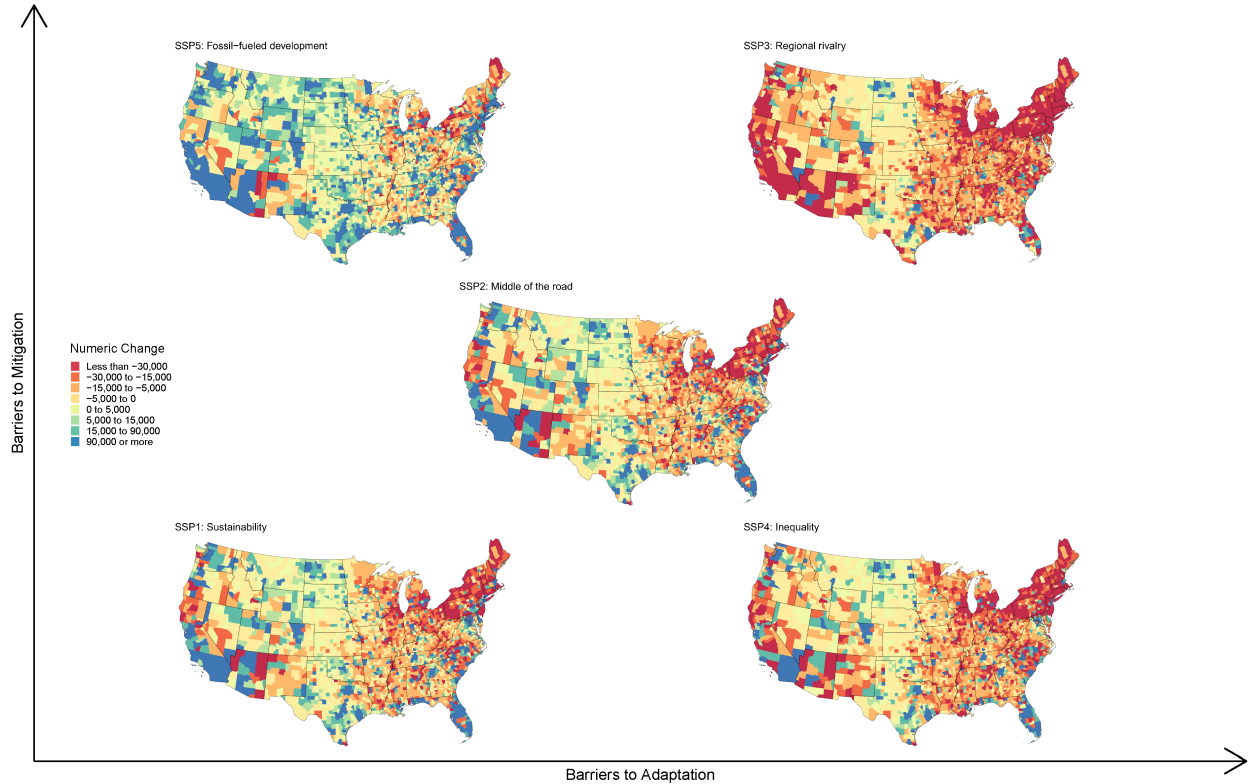 SSP5: Fossil−fueled development
SSP3: Regional rivalry
SSP2: Middle of the road
Barriers to Mitigation
Numeric Change
Less than −30,000
−30,000 to −15,000
−15,000 to −5,000
−5,000 to 0
0 to 5,000
5,000 to 15,000
15,000 to 90,000
90,000 or more
SSP1: Sustainability
SSP4: Inequality
Barriers to Adaptation